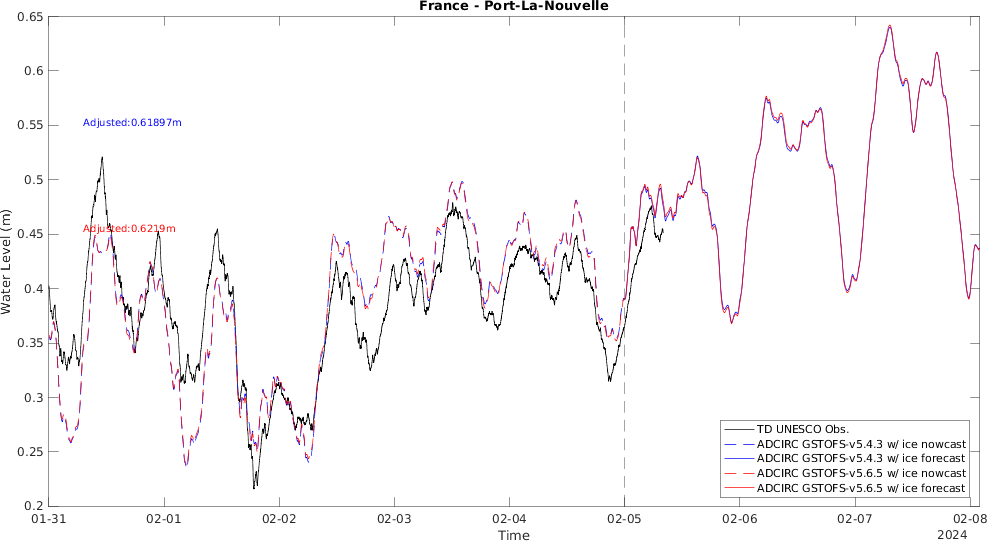 France - Port-La-Nouvelle
0.65
0.6
0.55
0.5
0.45
0.4
0.35
0.3
0.25
0.2
Water Level (m)
Adjusted:0.61897m
Adjusted:0.6219m
TD UNESCO Obs.
ADCIRC GSTOFS-v5.4.3 w/ ice nowcast
ADCIRC GSTOFS-v5.4.3 w/ ice forecast
ADCIRC GSTOFS-v5.6.5 w/ ice nowcast
ADCIRC GSTOFS-v5.6.5 w/ ice forecast
01-31 02-01 02-02 02-03 02-04 02-05 02-06 02-07 02-08
Time
2024